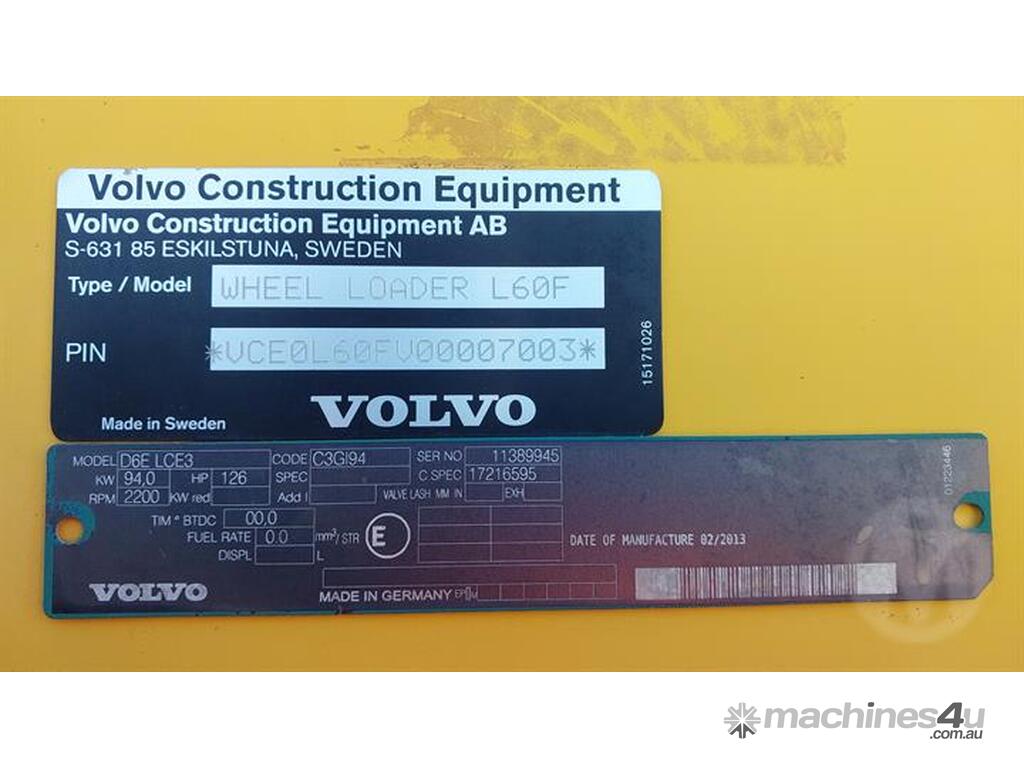 Volvo Construction Equipment
Volvo Construction Equipment AB
S-631 85 ESKILSTUNA, SWEDEN
Type / Model WHEEL LOADER L60F
PIN *VCE0L60FV00007003*
15171026
Made in Sweden VOLVO
MODEL D6E LCE3 CODE C3GI94 SER NO 11389945
KW 94,0 HP 126 SPEC C.SPEC 17216595
RPM 2200 KW red Add I VALVE LASH MM IN EXH
01223446
TIM ° BTDC 00,0
FUEL RATE 0.0 mm³/STR E
DISPL L
DATE OF MANUFACTURE 02/2013
VOLVO
MADE IN GERMANY
machines4u
.com.au